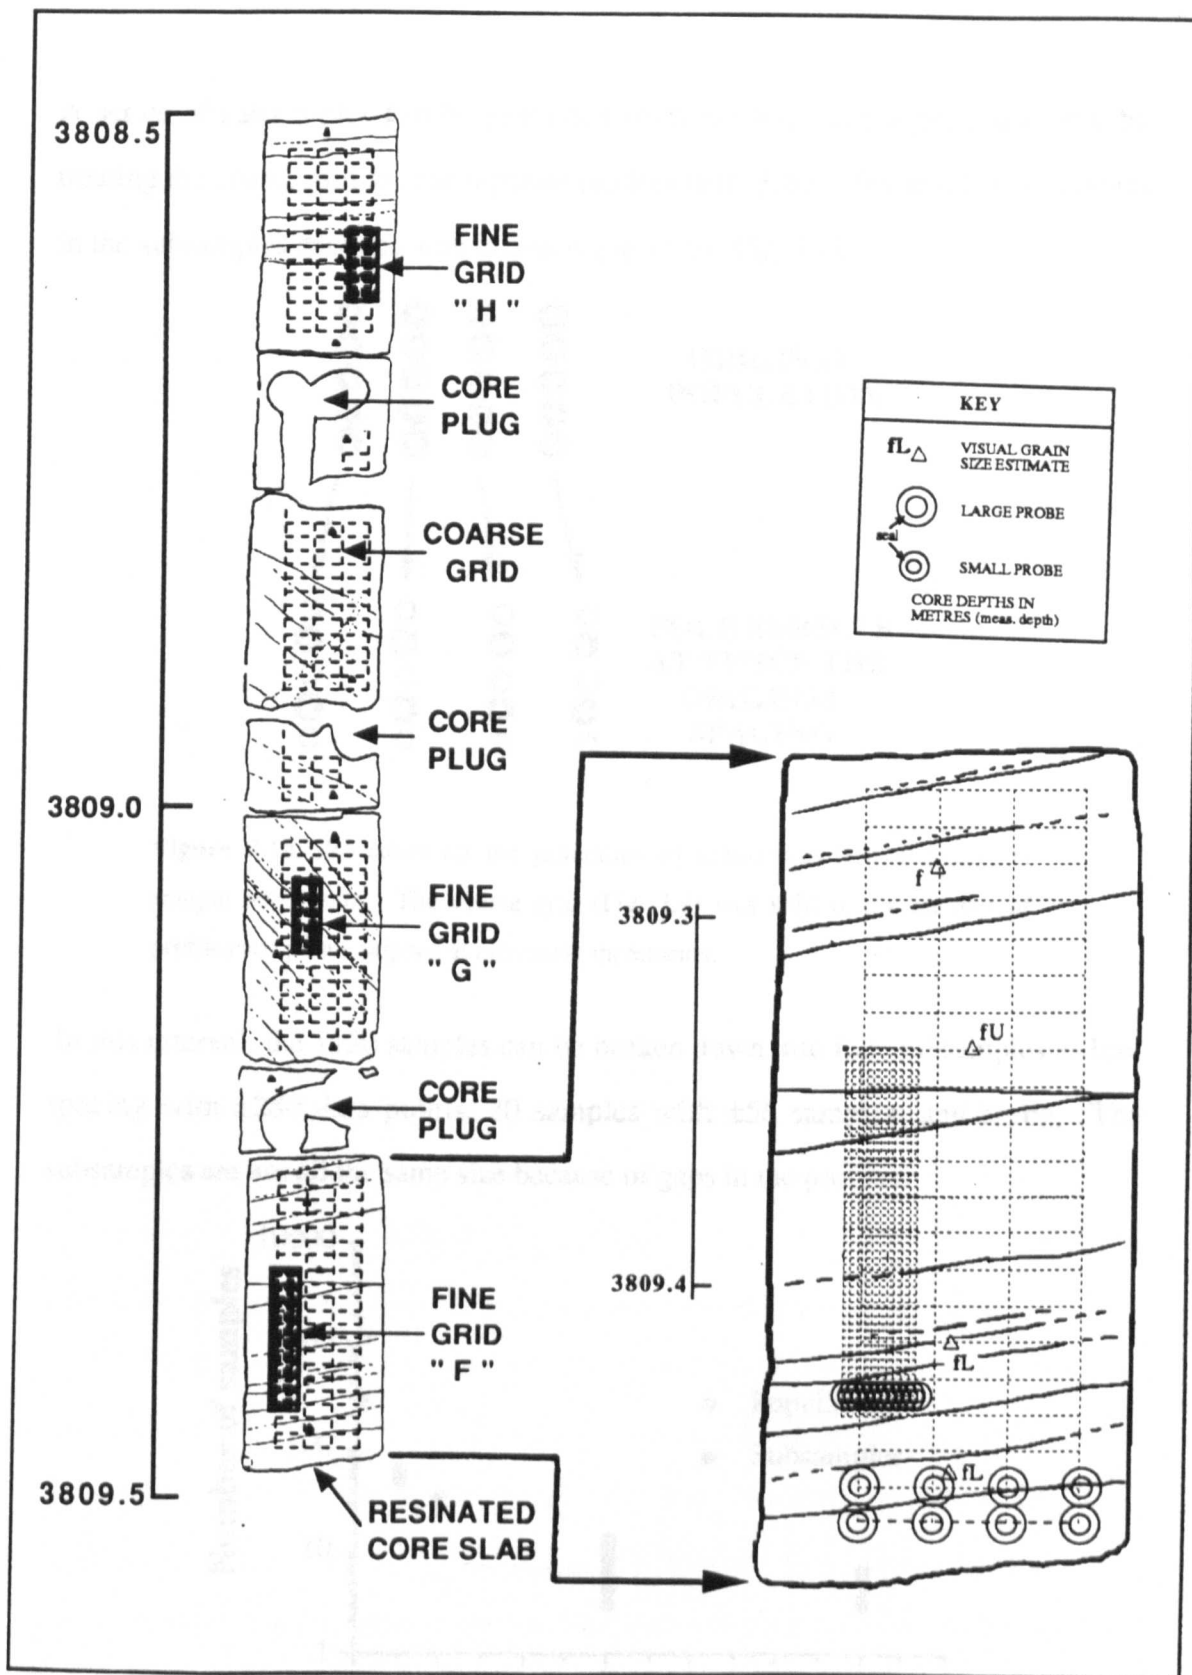 3808.5
FINE
GRID
" H "
CORE
PLUG
COARSE
GRID
CORE
PLUG
3809.0
FINE
GRID
" G "
CORE
PLUG
FINE
GRID
" F "
3809.5
RESINATED
CORE SLAB
KEY
fL
VISUAL GRAIN
SIZE ESTIMATE
LARGE PROBE
seal
SMALL PROBE
CORE DEPTHS IN
METRES (meas. depth)
f
3809.3
fU
3809.4
fL
fL